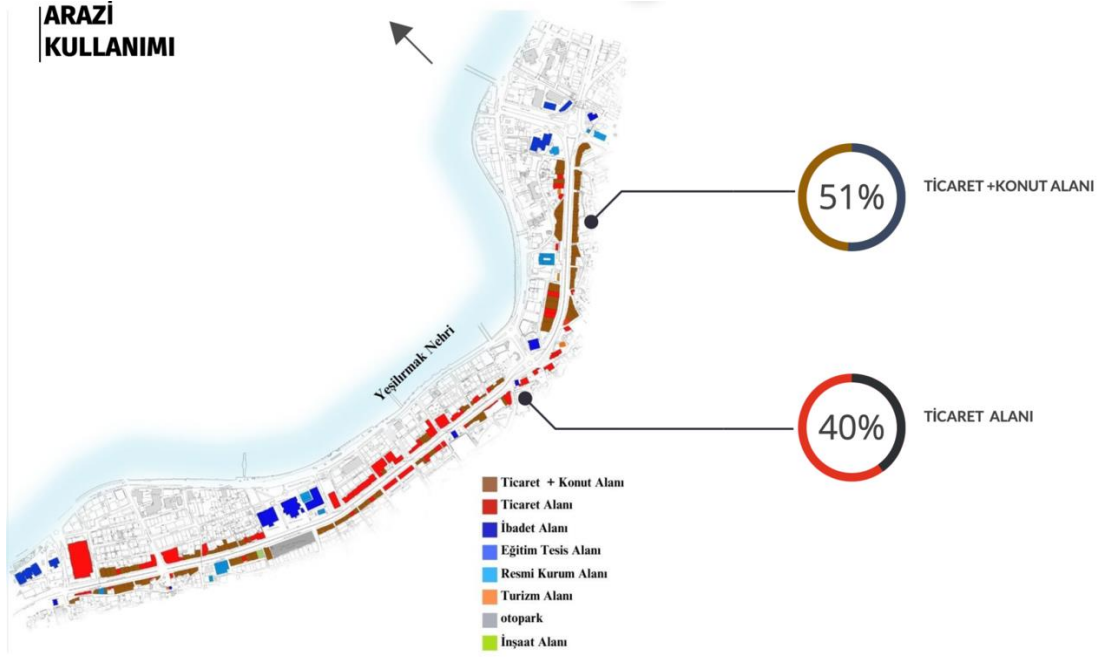 ARAZİ
KULLANIMI
51%
TİCARET +KONUT ALANI
Yeşilırmak Nehri
40%
TİCARET ALANI
Ticaret + Konut Alanı
Ticaret Alanı
İbadet Alanı
Eğitim Tesis Alanı
Resmi Kurum Alanı
Turizm Alanı
otopark
İnşaat Alanı